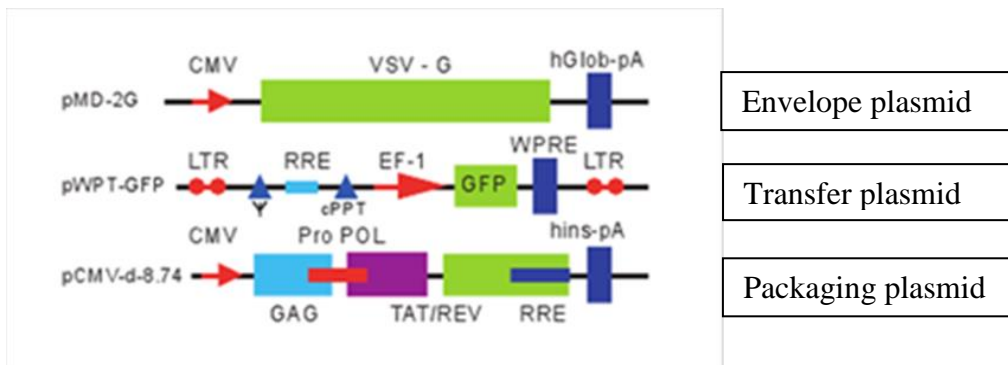 CMV VSV - G hGlob-pA
pMD-2G
Envelope plasmid
LTR RRE EF-1 WPRE LTR
pWPT-GFP GFP
Ψ cPPT
Transfer plasmid
CMV Pro POL hins-pA
pCMV-d-8.74
GAG TAT/REV RRE
Packaging plasmid